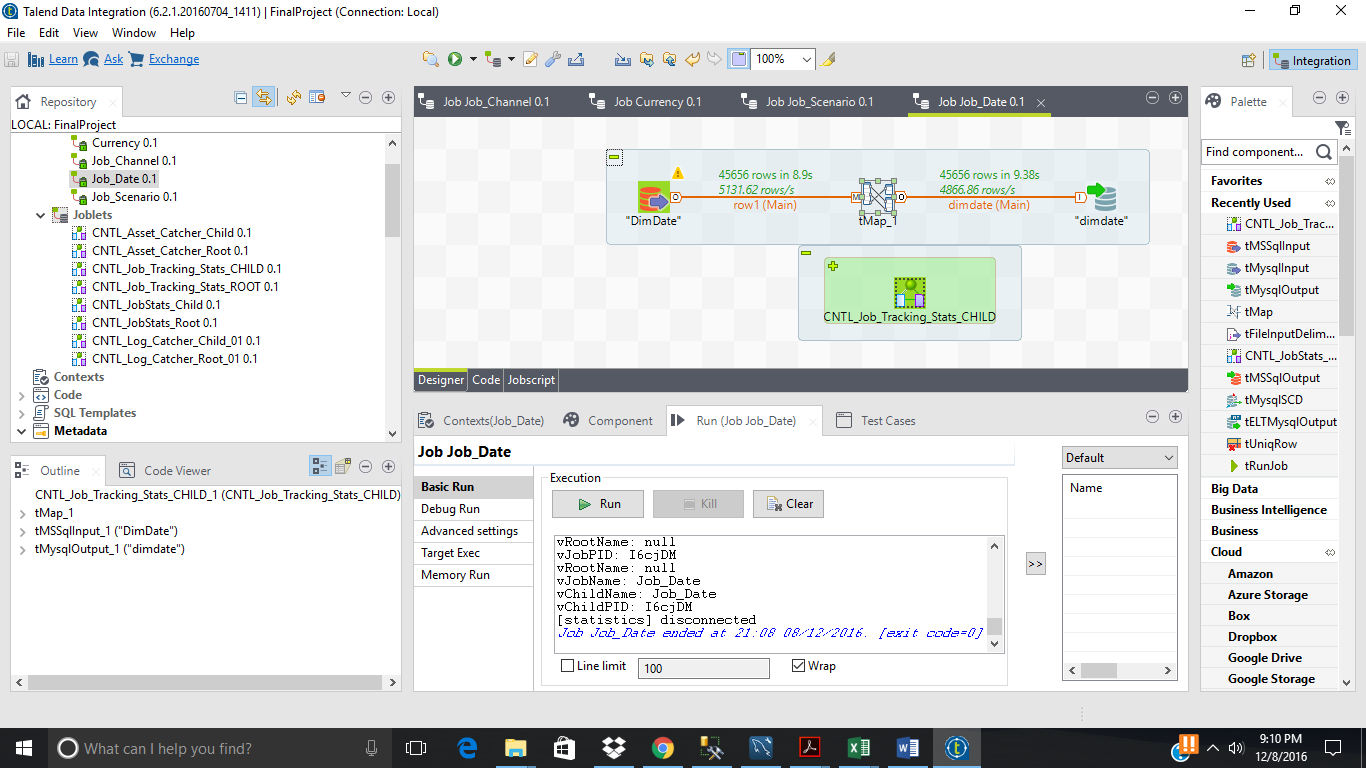 Talend Data Integration (6.2.1.20160704_1411) | FinalProject (Connection: Local)
File Edit View Window Help
Learn Ask Exchange
100%
Integration
Repository
LOCAL: FinalProject
Currency 0.1
Job_Channel 0.1
Job_Date 0.1
Job_Scenario 0.1
Joblets
CNTL_Asset_Catcher_Child 0.1
CNTL_Asset_Catcher_Root 0.1
CNTL_Job_Tracking_Stats_CHILD 0.1
CNTL_Job_Tracking_Stats_ROOT 0.1
CNTL_JobStats_Child 0.1
CNTL_JobStats_Root 0.1
CNTL_Log_Catcher_Child_01 0.1
CNTL_Log_Catcher_Root_01 0.1
Contexts
Code
SQL Templates
Metadata
Outline Code Viewer
CNTL_Job_Tracking_Stats_CHILD_1 (CNTL_Job_Tracking_Stats_CHILD)
tMap_1
tMSSqlInput_1 ("DimDate")
tMysqlOutput_1 ("dimdate")
Job Job_Channel 0.1 Job Currency 0.1 Job Job_Scenario 0.1 Job Job_Date 0.1
45656 rows in 8.9s 45656 rows in 9.38s
5131.62 rows/s 4866.86 rows/s
row1 (Main) dimdate (Main)
"DimDate" tMap_1 "dimdate"
CNTL_Job_Tracking_Stats_CHILD
Designer Code Jobscript
Contexts(Job_Date) Component Run (Job Job_Date) Test Cases
Job Job_Date
Basic Run
Debug Run
Advanced settings
Target Exec
Memory Run
Execution
Run Kill Clear
vRootName: null
vJobPID: I6cjDM
vRootName: null
vJobName: Job_Date
vChildName: Job_Date
vChildPID: I6cjDM
[statistics] disconnected
Job Job_Date ended at 21:08 08/12/2016. [exit code=0]
Line limit 100 Wrap
>>
Default
Name
Palette
Find component...
Favorites
Recently Used
CNTL_Job_Trac...
tMSSqlInput
tMysqlInput
tMysqlOutput
tMap
tFileInputDelim...
CNTL_JobStats_...
tMSSqlOutput
tMysqlSCD
tELTMysqlOutput
tUniqRow
tRunJob
Big Data
Business Intelligence
Business
Cloud
Amazon
Azure Storage
Box
Dropbox
Google Drive
Google Storage
What can I help you find?
9:10 PM
12/8/2016